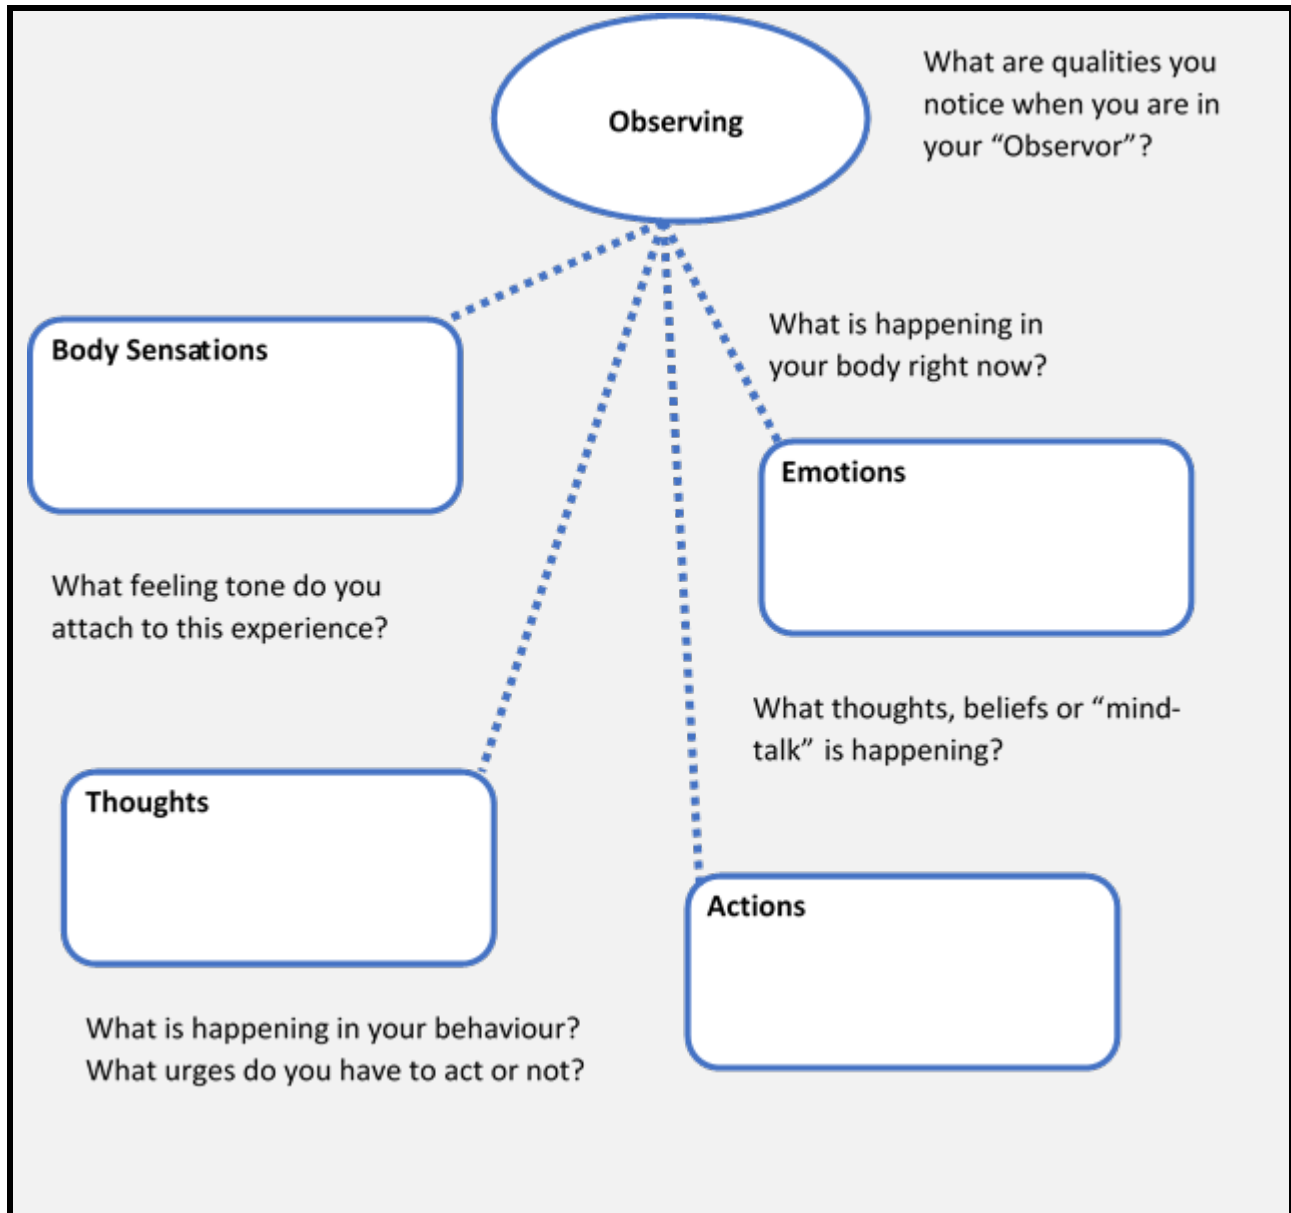 Observing
What are qualities you
notice when you are in
your “Observor”?
Body Sensations
What is happening in
your body right now?
Emotions
What feeling tone do you
attach to this experience?
What thoughts, beliefs or “mind-
talk” is happening?
Thoughts
Actions
What is happening in your behaviour?
What urges do you have to act or not?